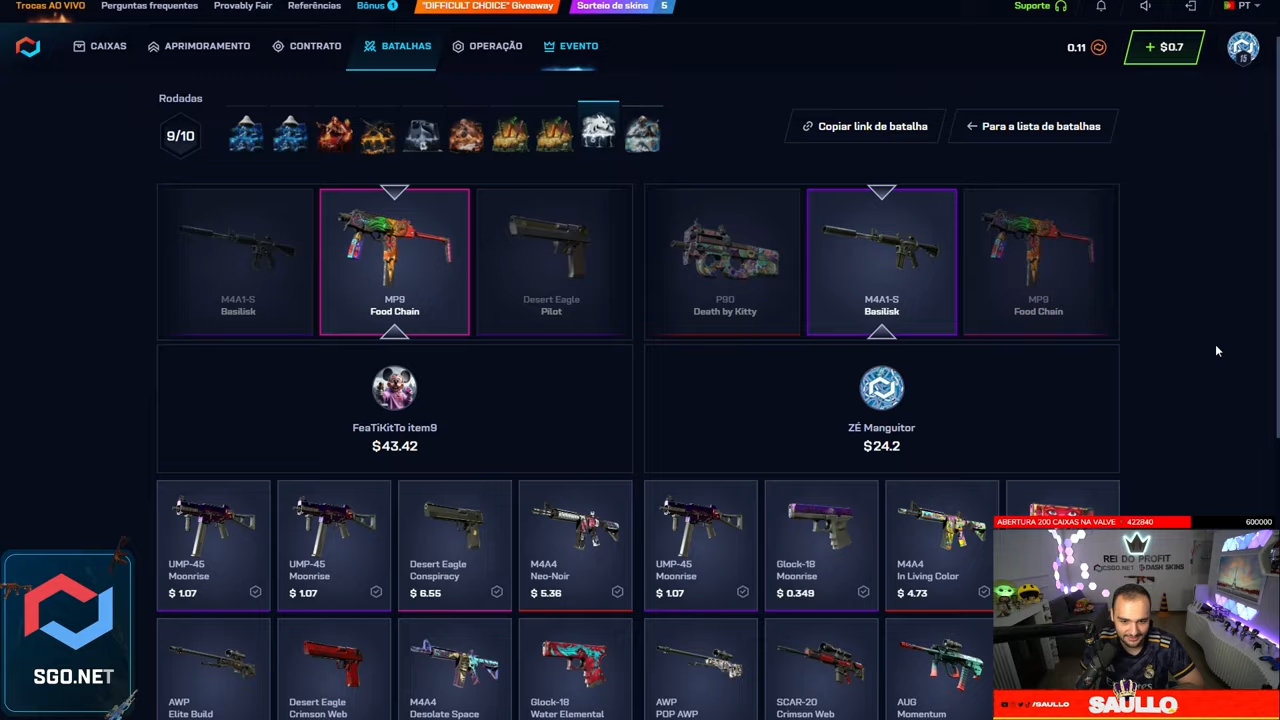 Trocas AO VIVO Perguntas frequentes Provably Fair Referências Bônus 1 "DIFFICULT CHOICE" Giveaway Sorteio de skins 5 Suporte PT
CAIXAS APRIMORAMENTO CONTRATO BATALHAS OPERAÇÃO EVENTO 0.11 + $0.7
15
Rodadas
9/10
Copiar link de batalha
Para a lista de batalhas
M4A1-S
Basilisk
MP9
Food Chain
Desert Eagle
Pilot
P90
Death by Kitty
M4A1-S
Basilisk
MP9
Food Chain
FeaTiKitTo item9
$43.42
ZÉ Manguitor
$24.2
UMP-45
Moonrise
$ 1.07
UMP-45
Moonrise
$ 1.07
Desert Eagle
Conspiracy
$ 6.55
M4A4
Neo-Noir
$ 5.36
UMP-45
Moonrise
$ 1.07
Glock-18
Moonrise
$ 0.349
M4A4
In Living Color
$ 4.73
AWP
Elite Build
Desert Eagle
Crimson Web
M4A4
Desolate Space
Glock-18
Water Elemental
AWP
POP AWP
SCAR-20
Crimson Web
AUG
Momentum
SGO.NET
ABERTURA 200 CAIXAS NA VALVE - 422840 600000
REI DO PROFIT
CSGO.NET DASH SKINS
/SAULLO
SAULLO